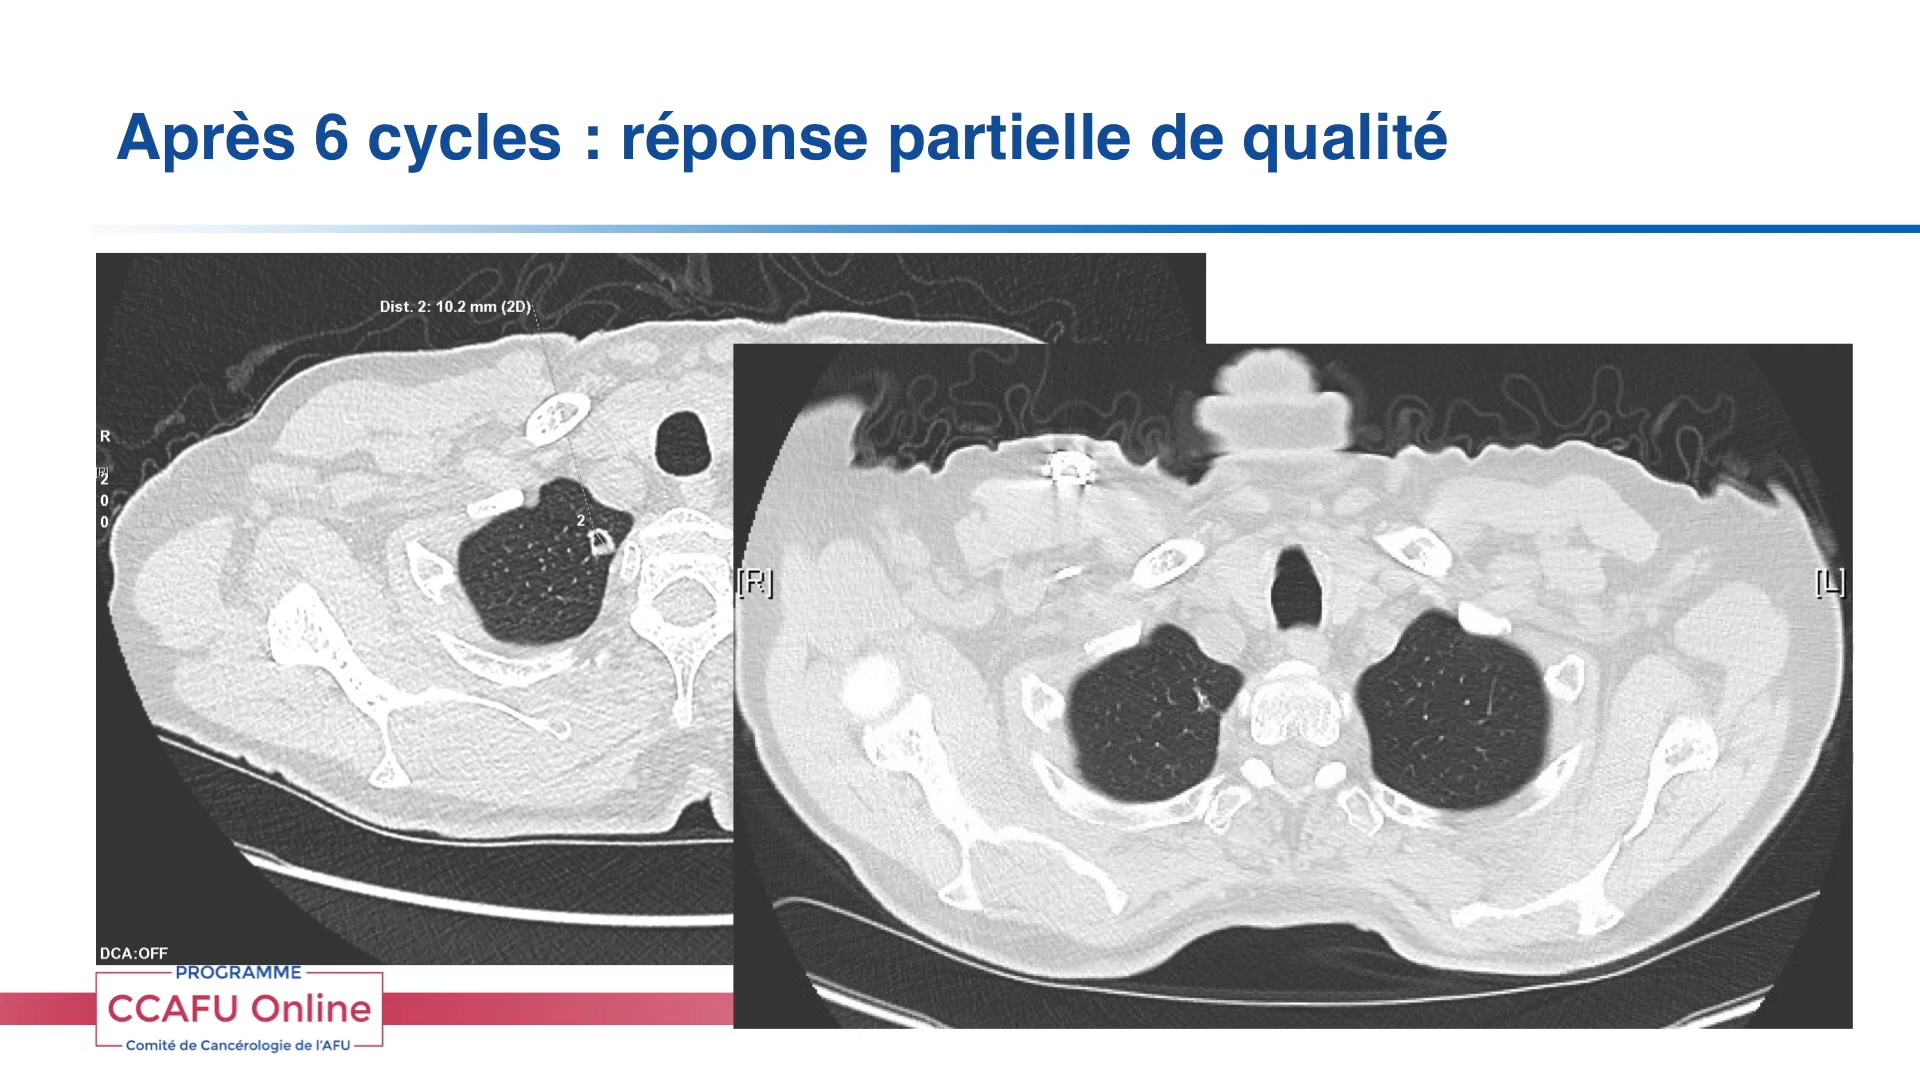 Après 6 cycles : réponse partielle de qualité
Dist. 2: 10.2 mm (2D)
R
2
0
0
2
[R]
[L]
DCA:OFF
PROGRAMME
CCAFU Online
Comité de Cancérologie de l'AFU